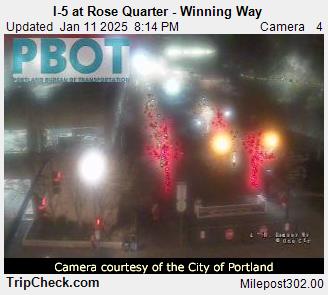 I-5 at Rose Quarter - Winning Way
Updated Jan 11 2025 8:14 PM Camera 4
PBOT
PORTLAND BUREAU OF TRANSPORTATION
Camera courtesy of the City of Portland
TripCheck.com Milepost302.00